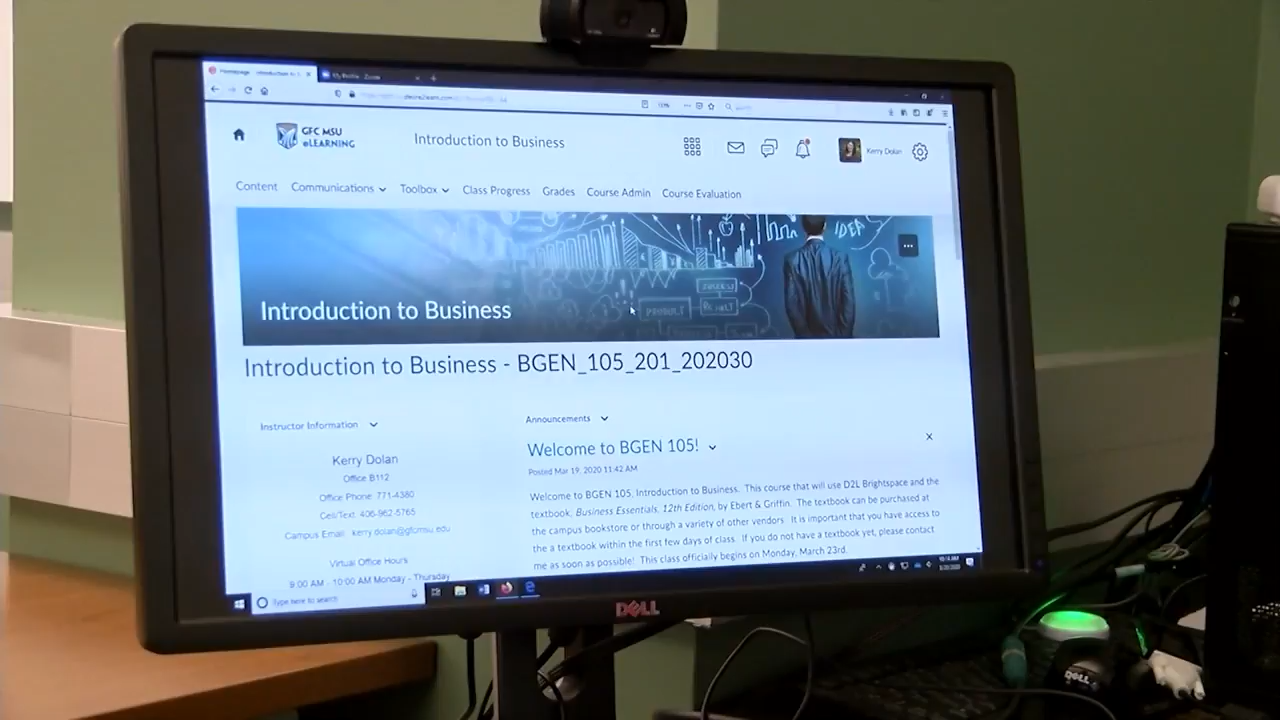 Homepage - Introduction to
My Profile - Zoom
GFC MSU
eLEARNING
Introduction to Business
Kerry Dolan
Content Communications Toolbox Class Progress Grades Course Admin Course Evaluation
IDEA
PRODUCT
Introduction to Business
Introduction to Business - BGEN_105_201_202030
Instructor Information
Kerry Dolan
Office B112
Office Phone: 771-4380
Cell/Text: 406-962-5765
Campus Email: kerry.dolan@gfcmsu.edu
Virtual Office Hours
9:00 AM - 10:00 AM Monday - Thursday
Announcements
Welcome to BGEN 105!
Posted Mar 19, 2020 11:42 AM
Welcome to BGEN 105, Introduction to Business. This course that will use D2L Brightspace and the
textbook, Business Essentials, 12th Edition, by Ebert & Griffin. The textbook can be purchased at
the campus bookstore or through a variety of other vendors. It is important that you have access to
the a textbook within the first few days of class. If you do not have a textbook yet, please contact
me as soon as possible! This class officially begins on Monday, March 23rd.
Type here to search
DELL
DELL